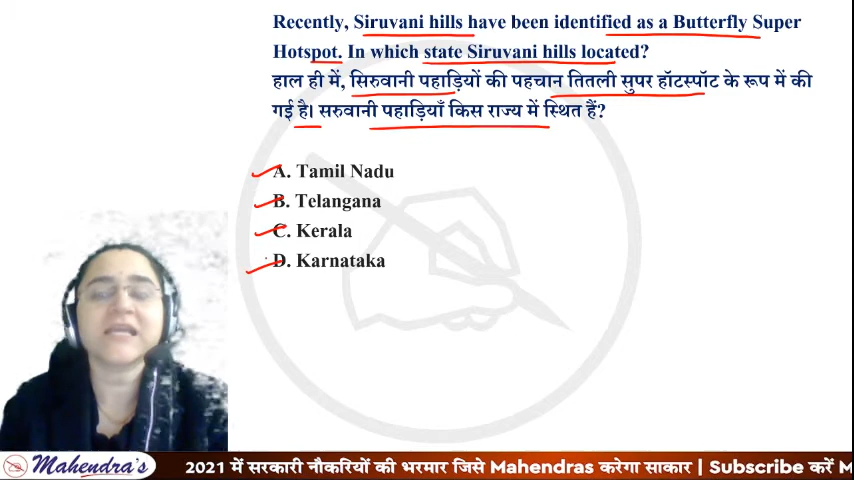 Recently, Siruvani hills have been identified as a Butterfly Super
Hotspot. In which state Siruvani hills located?
हाल ही में, सिरुवानी पहाड़ियों की पहचान तितली सुपर हॉटस्पॉट के रूप में की
गई है। सरुवानी पहाड़ियाँ किस राज्य में स्थित हैं?
A. Tamil Nadu
B. Telangana
C. Kerala
D. Karnataka
Mahendra's
2021 में सरकारी नौकरियों की भरमार जिसे Mahendras करेगा साकार | Subscribe करें M